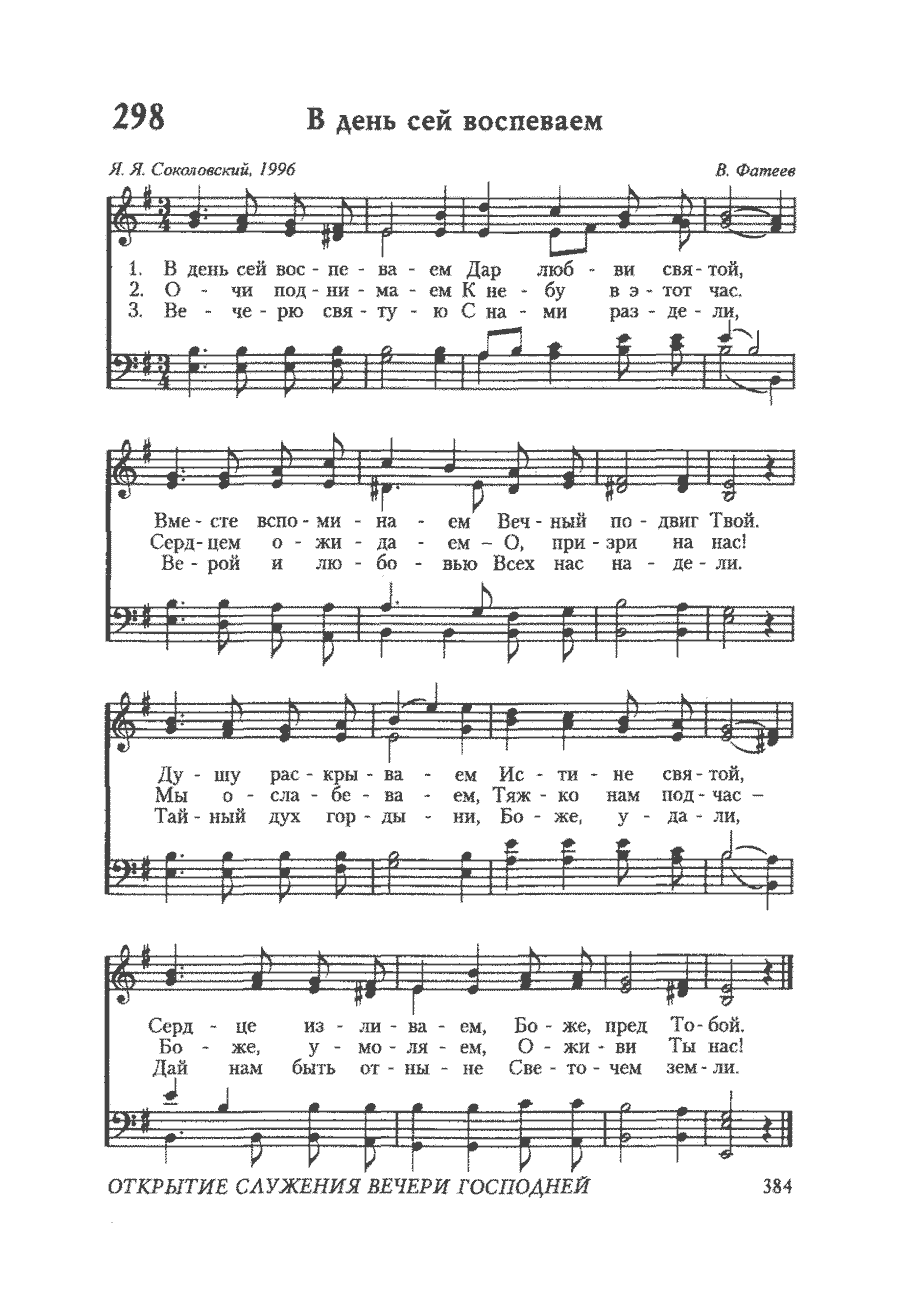 298 В день сей воспеваем
Я. Я. Соколовский, 1996 В. Фатеев
1. В день сей вос - пе - ва - ем Дар люб - ви свя - той,
2. О - чи под - ни - ма - ем К не - бу в э - тот час.
3. Ве - че - рю свя - ту - ю С на - ми раз - де - ли,
Вме - сте вспо - ми - на - ем Веч - ный по - двиг Твой.
Серд - цем о - жи - да - ем – О, при - зри на нас!
Ве - рой и лю - бо - вью Всех нас на - де - ли.
Ду - шу рас - кры - ва - ем Ис - ти - не свя - той,
Мы о - сла - бе - ва - ем, Тяж - ко нам под - час –
Тай - ный дух гор - ды - ни, Бо - же, у - да - ли,
Серд - це из - ли - ва - ем, Бо - же, пред То - бой.
Бо - же, у - мо - ля - ем, О - жи - ви Ты нас!
Дай нам быть от - ны - не Све - то - чем зем - ли.
ОТКРЫТИЕ СЛУЖЕНИЯ ВЕЧЕРИ ГОСПОДНЕЙ 384